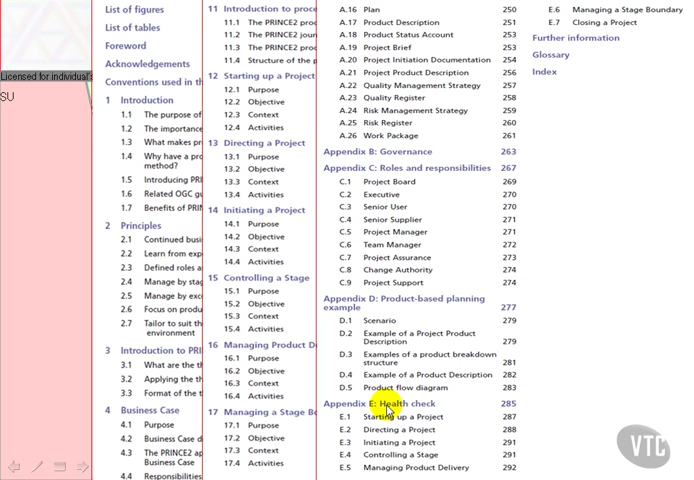 Licensed for individual's
SU
List of figures
List of tables
Foreword
Acknowledgements
Conventions used in th
1 Introduction
1.1 The purpose of
1.2 The importance
1.3 What makes pr
1.4 Why have a pro
method?
1.5 Introducing PRI
1.6 Related OGC gu
1.7 Benefits of PRIN
2 Principles
2.1 Continued busi
2.2 Learn from exp
2.3 Defined roles a
2.4 Manage by stag
2.5 Manage by exce
2.6 Focus on produ
2.7 Tailor to suit th
environment
3 Introduction to PRI
3.1 What are the th
3.2 Applying the th
3.3 Format of the t
4 Business Case
4.1 Purpose
4.2 Business Case d
4.3 The PRINCE2 ap
Business Case
4.4 Responsibilities
11 Introduction to proce
11.1 The PRINCE2 proc
11.2 The PRINCE2 jour
11.3 The PRINCE2 proc
11.4 Structure of the p
12 Starting up a Project
12.1 Purpose
12.2 Objective
12.3 Context
12.4 Activities
13 Directing a Project
13.1 Purpose
13.2 Objective
13.3 Context
13.4 Activities
14 Initiating a Project
14.1 Purpose
14.2 Objective
14.3 Context
14.4 Activities
15 Controlling a Stage
15.1 Purpose
15.2 Objective
15.3 Context
15.4 Activities
16 Managing Product D
16.1 Purpose
16.2 Objective
16.3 Context
16.4 Activities
17 Managing a Stage Bo
17.1 Purpose
17.2 Objective
17.3 Context
17.4 Activities
A.16 Plan 250
A.17 Product Description 251
A.18 Product Status Account 253
A.19 Project Brief 253
A.20 Project Initiation Documentation 254
A.21 Project Product Description 256
A.22 Quality Management Strategy 257
A.23 Quality Register 258
A.24 Risk Management Strategy 259
A.25 Risk Register 260
A.26 Work Package 261
Appendix B: Governance 263
Appendix C: Roles and responsibilities 267
C.1 Project Board 269
C.2 Executive 270
C.3 Senior User 270
C.4 Senior Supplier 271
C.5 Project Manager 271
C.6 Team Manager 272
C.7 Project Assurance 273
C.8 Change Authority 274
C.9 Project Support 274
Appendix D: Product-based planning
example 277
D.1 Scenario 279
D.2 Example of a Project Product
Description 279
D.3 Examples of a product breakdown
structure 281
D.4 Example of a Product Description 282
D.5 Product flow diagram 283
Appendix E: Health check 285
E.1 Starting up a Project 287
E.2 Directing a Project 288
E.3 Initiating a Project 291
E.4 Controlling a Stage 291
E.5 Managing Product Delivery 292
E.6 Managing a Stage Boundary
E.7 Closing a Project
Further information
Glossary
Index
VTC